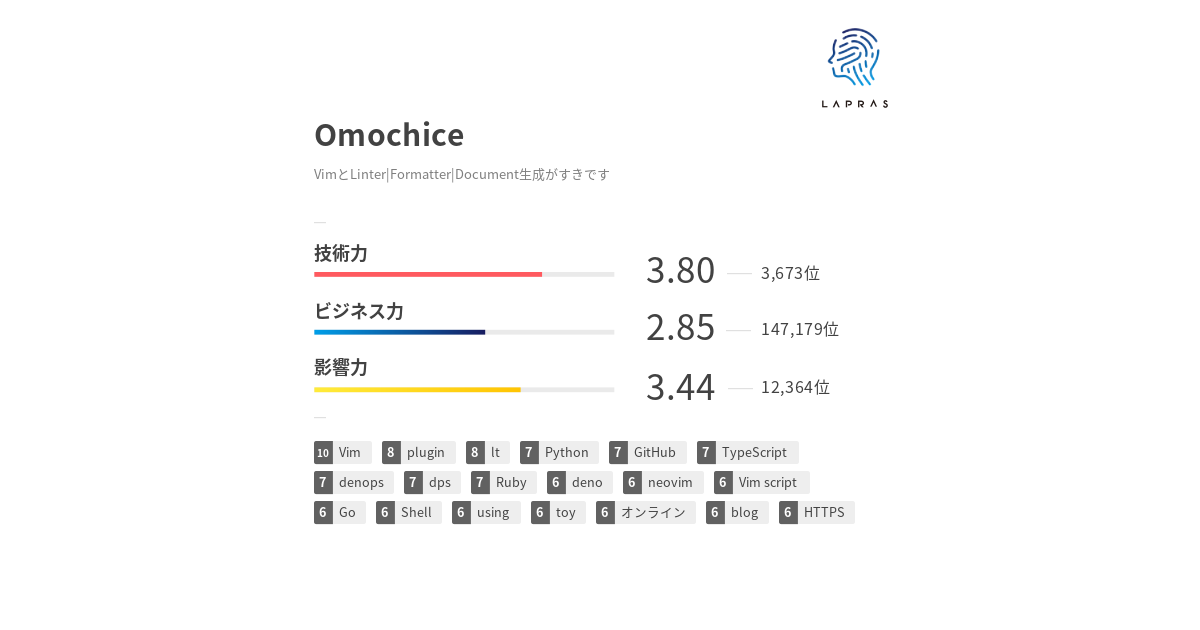 LAPRAS
Omochice
VimとLinter|Formatter|Document生成がすきです
技術力
3.80 3,673位
ビジネス力
2.85 147,179位
影響力
3.44 12,364位
10 Vim 8 plugin 8 lt 7 Python 7 GitHub 7 TypeScript
7 denops 7 dps 7 Ruby 6 deno 6 neovim 6 Vim script
6 Go 6 Shell 6 using 6 toy 6 オンライン 6 blog 6 HTTPS